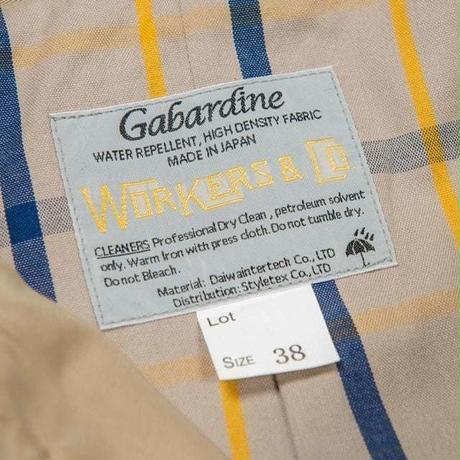 Gabardine
WATER REPELLENT, HIGH DENSITY FABRIC
MADE IN JAPAN
WORKERS & CO
CLEANERS Professional Dry Clean , petroleum solvent
only. Warm Iron with press cloth. Do not tumble dry.
Do not Bleach.
Material: Daiwaintertech Co., LTD
Distribution: Styletex Co., LTD
Lot
SIZE 38